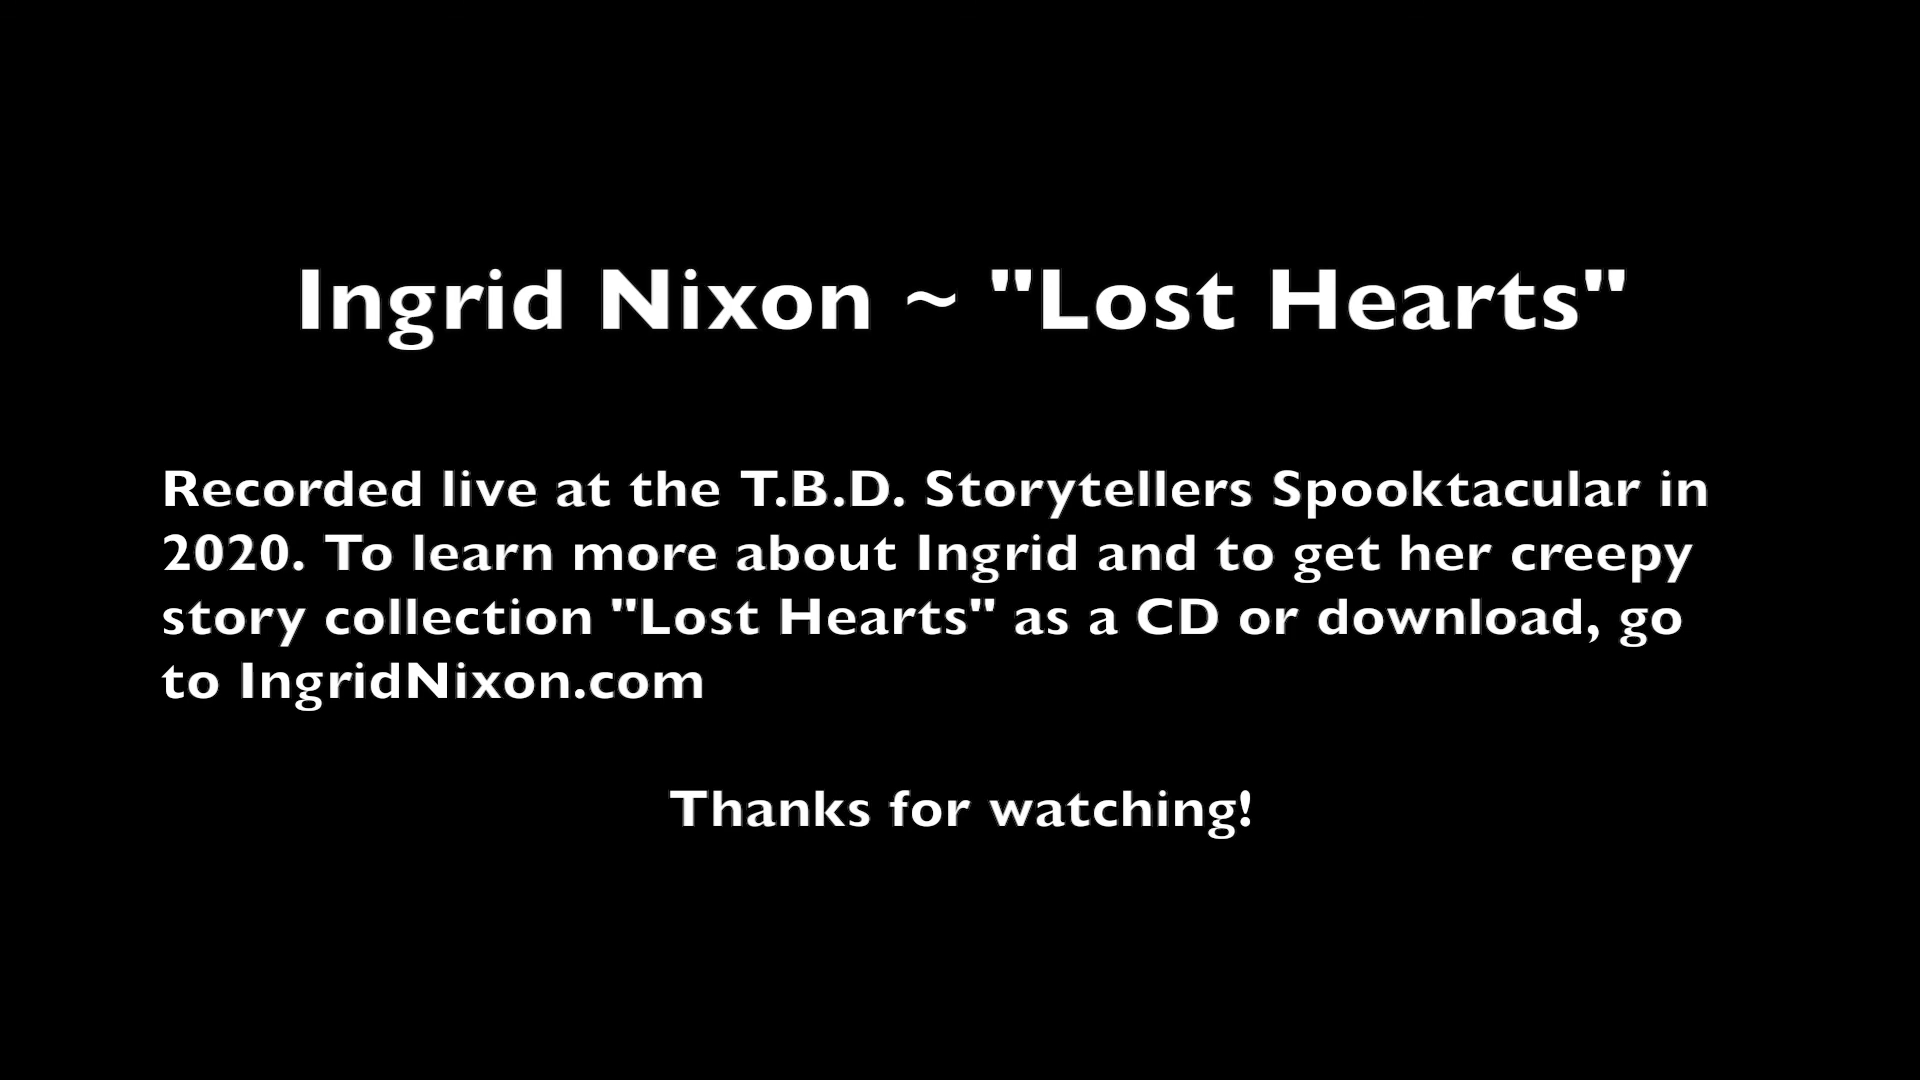 Ingrid Nixon ~ "Lost Hearts"
Recorded live at the T.B.D. Storytellers Spooktacular in
2020. To learn more about Ingrid and to get her creepy
story collection "Lost Hearts" as a CD or download, go
to IngridNixon.com
Thanks for watching!